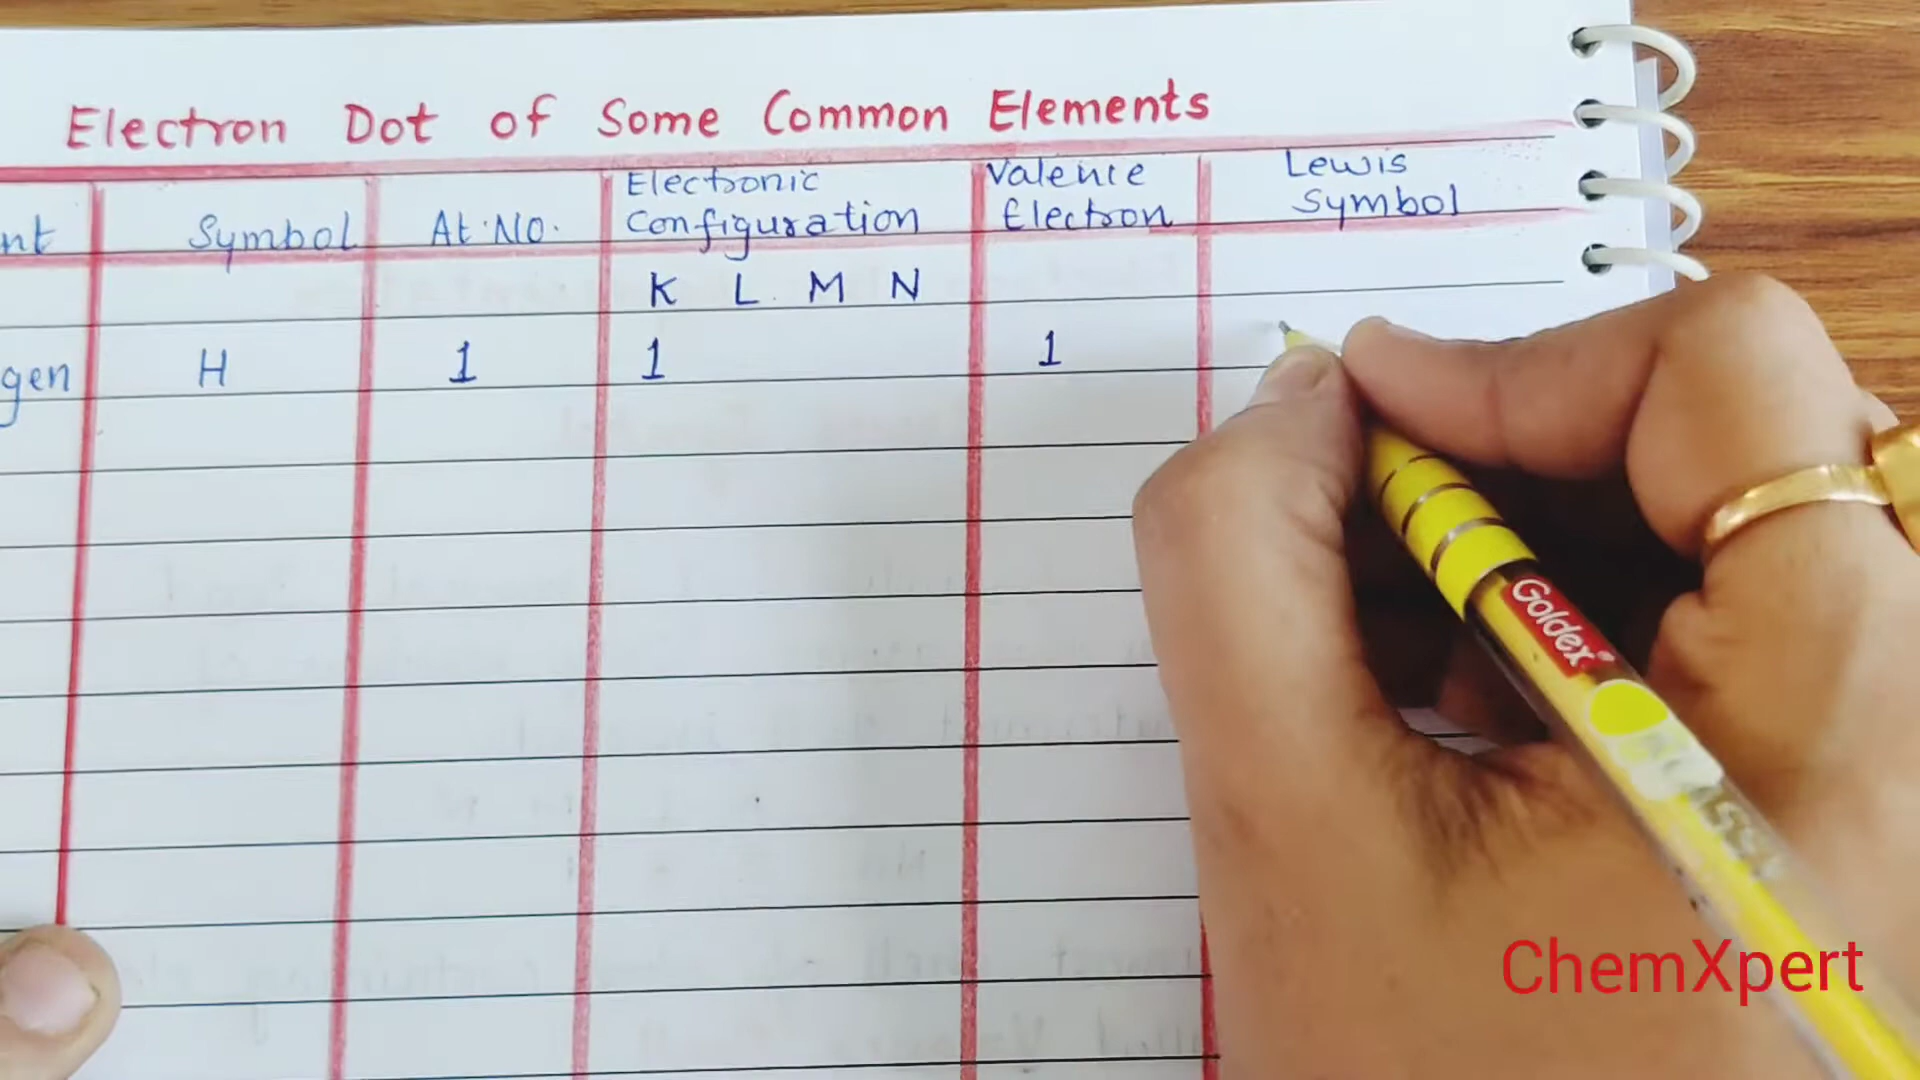 Electron Dot of Some Common Elements
nt Symbol At. No. Electronic Configuration Valence Electron Lewis Symbol
K L M N
gen H 1 1 1
Goldex
ChemXpert